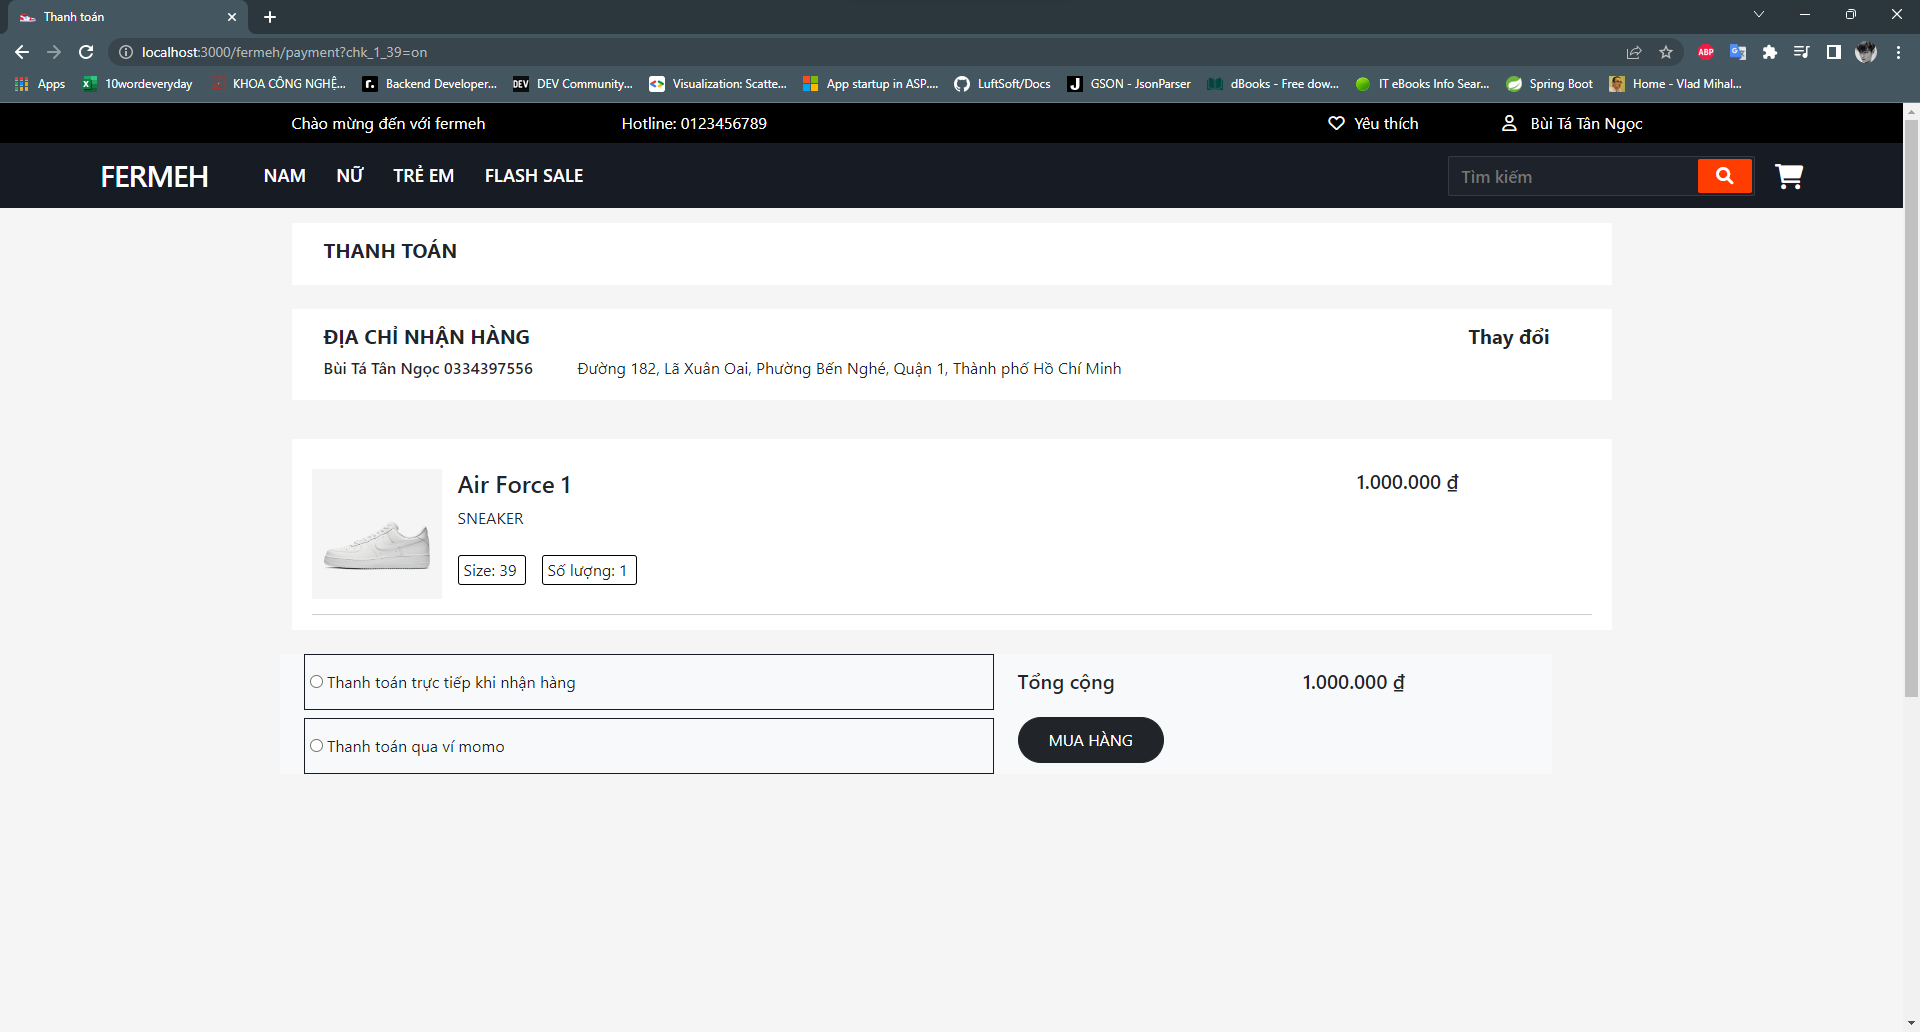 Thanh toán
localhost:3000/fermeh/payment?chk_1_39=on
ABP
Apps 10wordeveryday KHOA CÔNG NGHỆ... Backend Developer... DEV Community... Visualization: Scatte... App startup in ASP.... LuftSoft/Docs GSON - JsonParser dBooks - Free dow... IT eBooks Info Sear... Spring Boot Home - Vlad Mihal...
Chào mừng đến với fermeh Hotline: 0123456789 Yêu thích Bùi Tá Tân Ngọc
FERMEH NAM NỮ TRẺ EM FLASH SALE Tìm kiếm
THANH TOÁN
ĐỊA CHỈ NHẬN HÀNG Thay đổi
Bùi Tá Tân Ngọc 0334397556 Đường 182, Lã Xuân Oai, Phường Bến Nghé, Quận 1, Thành phố Hồ Chí Minh
Air Force 1 1.000.000 ₫
SNEAKER
Size: 39 Số lượng: 1
Thanh toán trực tiếp khi nhận hàng Tổng cộng 1.000.000 ₫
Thanh toán qua ví momo MUA HÀNG